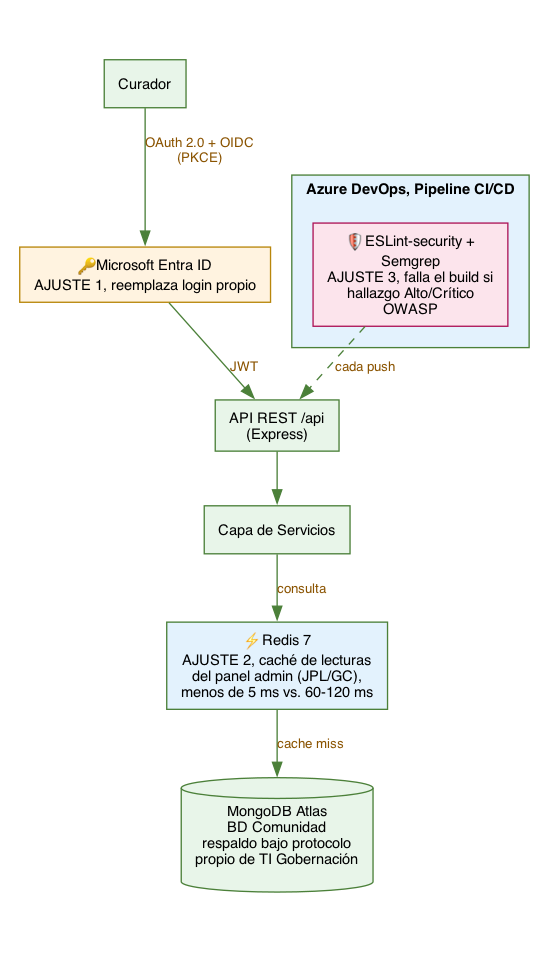 Curador
OAuth 2.0 + OIDC
(PKCE)
Azure DevOps, Pipeline CI/CD
ESLint-security +
Semgrep
AJUSTE 3, falla el build si
hallazgo Alto/Crítico
OWASP
Microsoft Entra ID
AJUSTE 1, reemplaza login propio
JWT
cada push
API REST /api
(Express)
Capa de Servicios
consulta
Redis 7
AJUSTE 2, caché de lecturas
del panel admin (JPL/GC),
menos de 5 ms vs. 60-120 ms
cache miss
MongoDB Atlas
BD Comunidad
respaldo bajo protocolo
propio de TI Gobernación